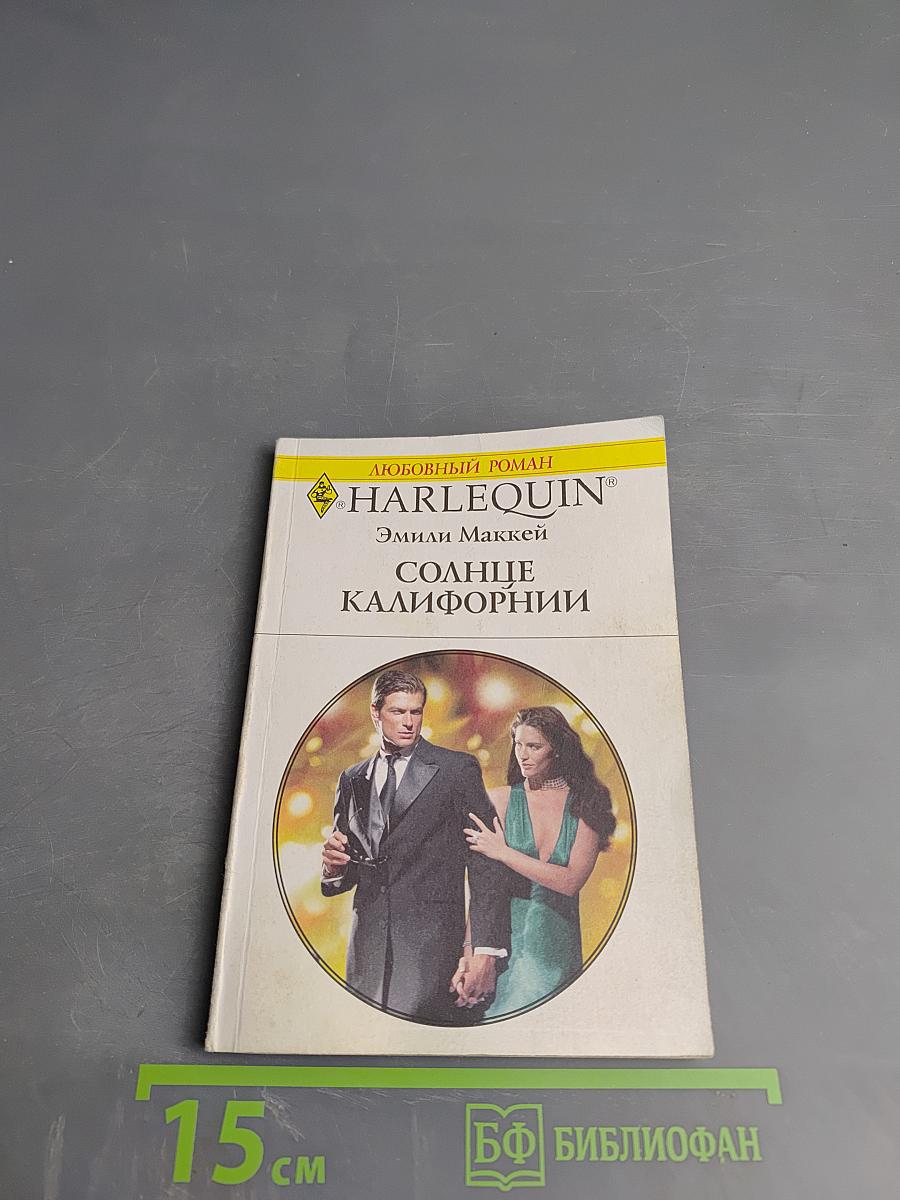 ЛЮБОВНЫЙ РОМАН
® HARLEQUIN®
Эмили Маккей
СОЛНЦЕ
КАЛИФОРНИИ
15 см
БФ БИБЛИОФАН